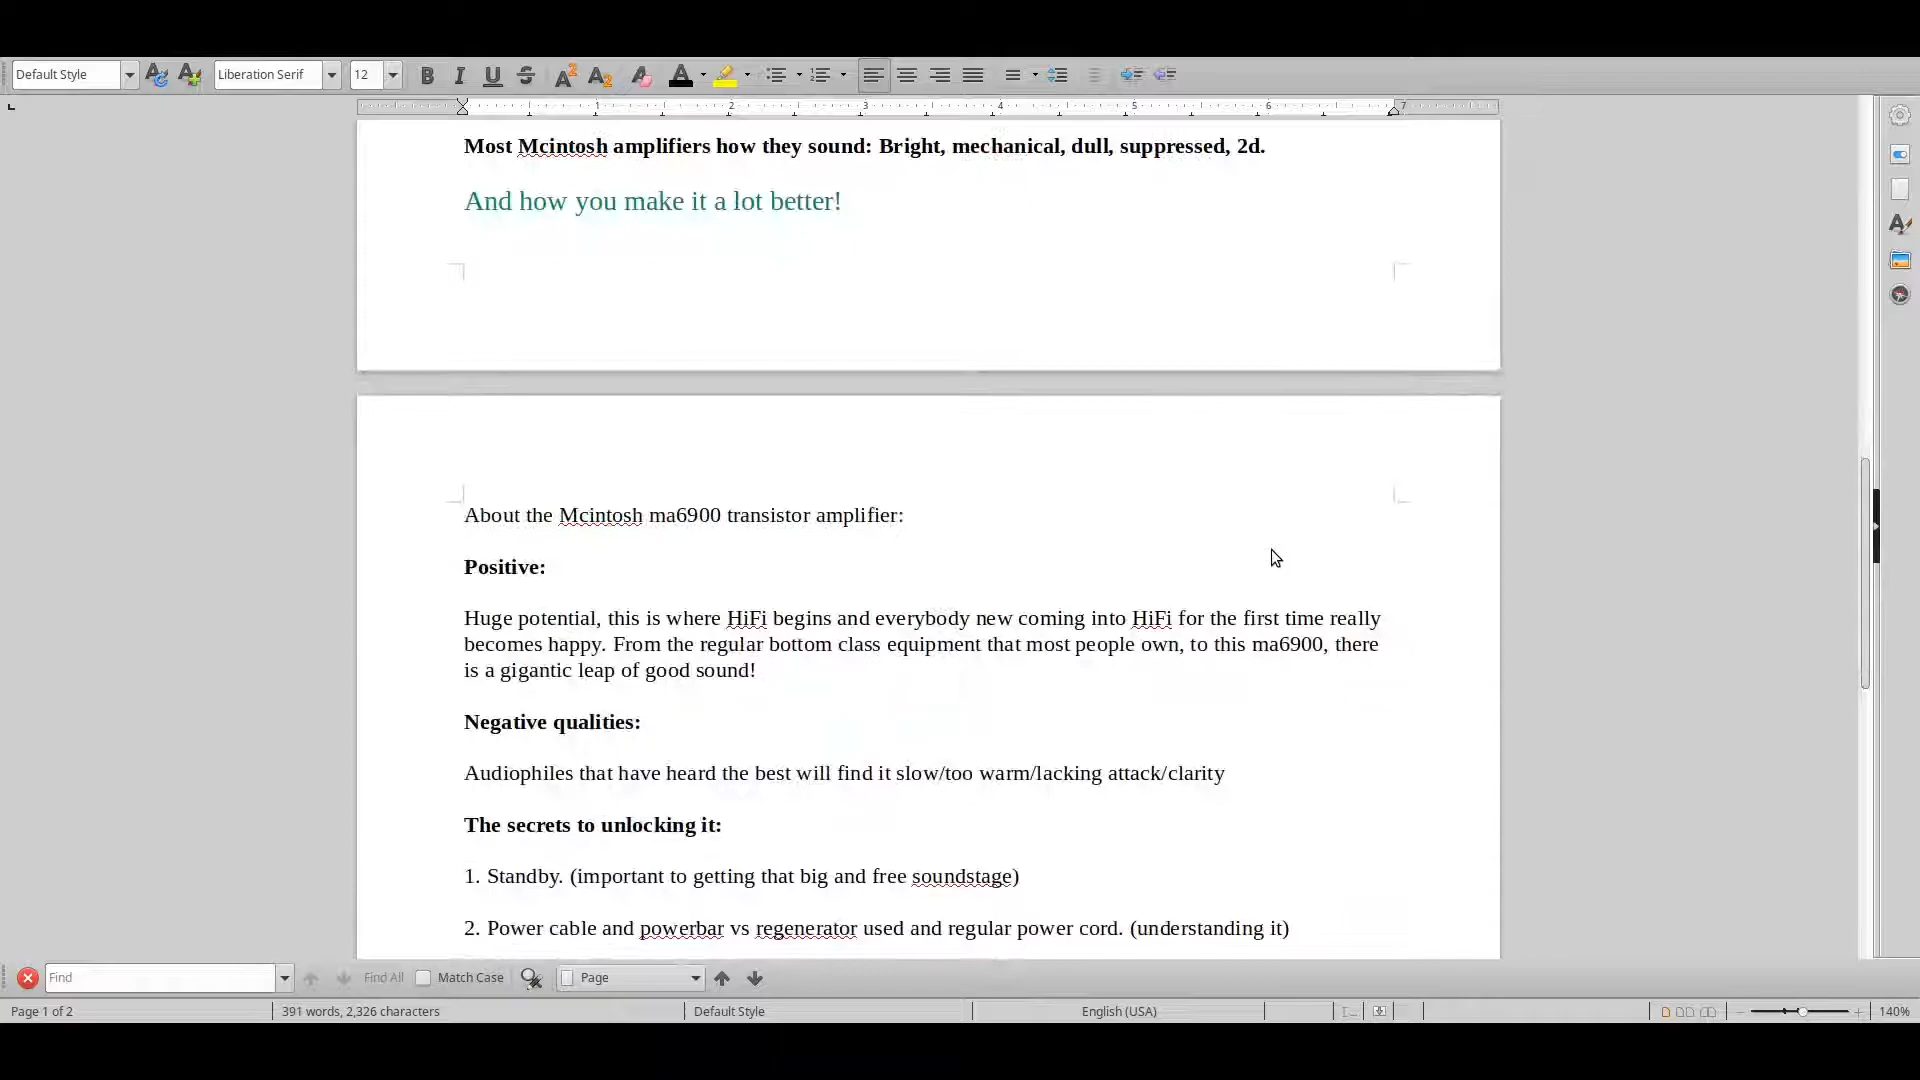 Default Style
Liberation Serif
12
1
2
3
4
5
6
7
Most Mcintosh amplifiers how they sound: Bright, mechanical, dull, suppressed, 2d.
And how you make it a lot better!
About the Mcintosh ma6900 transistor amplifier:
Positive:
Huge potential, this is where HiFi begins and everybody new coming into HiFi for the first time really
becomes happy. From the regular bottom class equipment that most people own, to this ma6900, there
is a gigantic leap of good sound!
Negative qualities:
Audiophiles that have heard the best will find it slow/too warm/lacking attack/clarity
The secrets to unlocking it:
1. Standby. (important to getting that big and free soundstage)
2. Power cable and powerbar vs regenerator used and regular power cord. (understanding it)
Find
Find All
Match Case
Page
Page 1 of 2
391 words, 2,326 characters
Default Style
English (USA)
140%